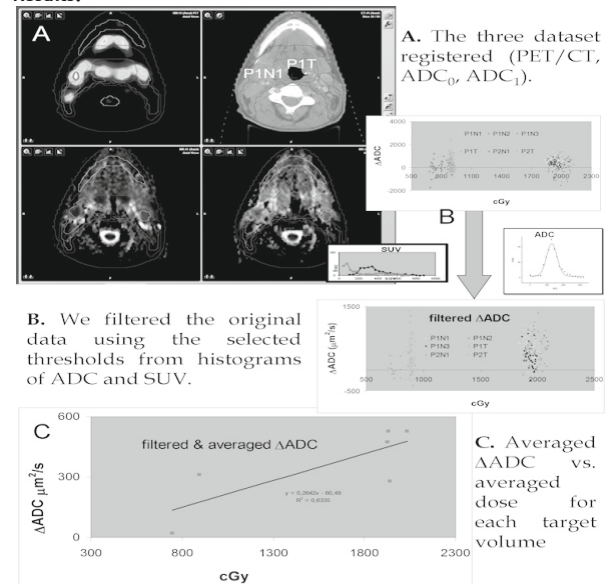 A
P1T
P1N1
A. The three dataset
registered (PET/CT,
ADC₀, ADC₁).
4000
P1N1 P1N2 P1N3
2000
P1T P2N1 P2T
ΔADC
0
500 800 1100 1400 1700 2000 2300
-2000
cGy
B
SUV
ADC
B. We filtered the original
data using the selected
thresholds from histograms
of ADC and SUV.
1500
filtered ΔADC
P1N1 P1N2
P1N3 P1T
P2N1 P2T
ΔADC (μm²/s)
500 1000 1500 2000 2500
-500
cGy
600
C
filtered & averaged ΔADC
300
ΔADC μm²/s
y = 0,2642x - 60,48
R² = 0,6335
0
300 800 1300 1800 2300
cGy
C. Averaged
ΔADC vs.
averaged
dose for
each target
volume